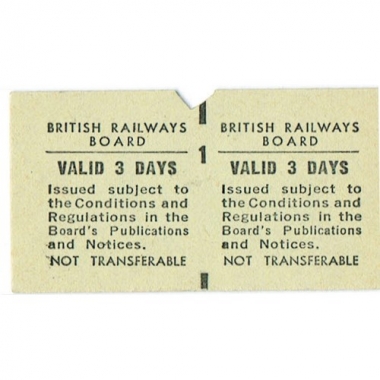 BRITISH RAILWAYS
BOARD
VALID 3 DAYS
Issued subject to
the Conditions and
Regulations in the
Board's Publications
and Notices.
NOT TRANSFERABLE
1
BRITISH RAILWAYS
BOARD
VALID 3 DAYS
Issued subject to
the Conditions and
Regulations in the
Board's Publications
and Notices.
NOT TRANSFERABLE